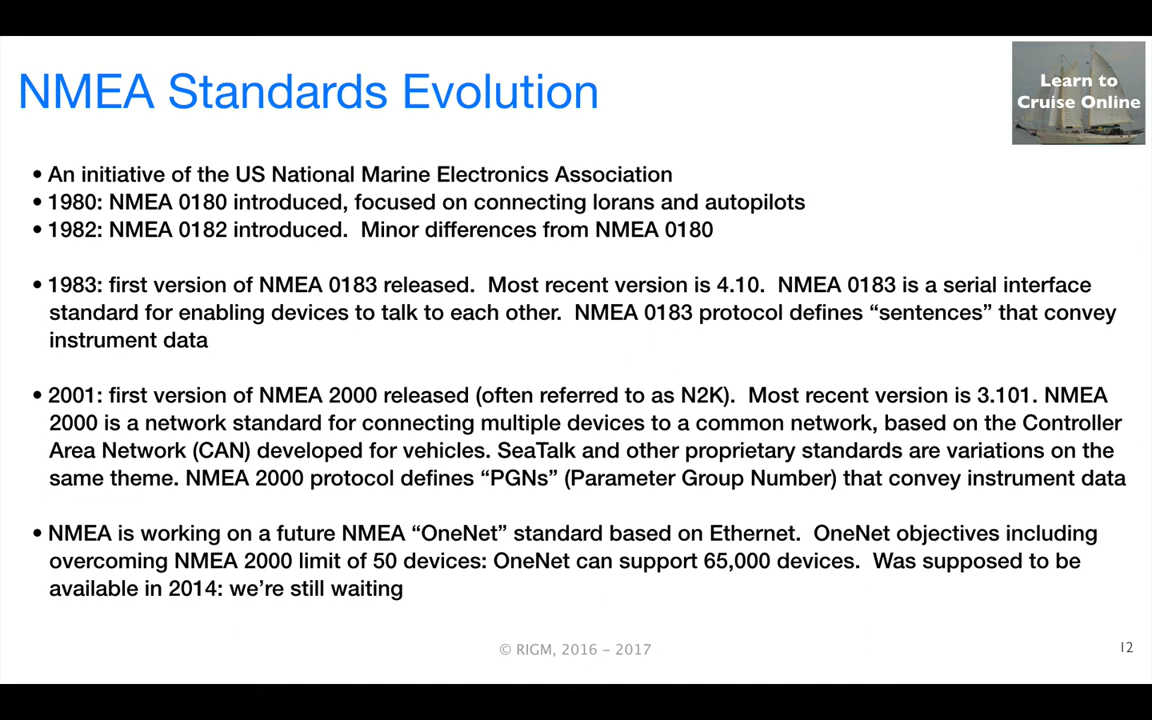 NMEA Standards Evolution
Learn to
Cruise Online
• An initiative of the US National Marine Electronics Association
• 1980: NMEA 0180 introduced, focused on connecting lorans and autopilots
• 1982: NMEA 0182 introduced.  Minor differences from NMEA 0180
• 1983: first version of NMEA 0183 released.  Most recent version is 4.10.  NMEA 0183 is a serial interface
standard for enabling devices to talk to each other.  NMEA 0183 protocol defines “sentences” that convey
instrument data
• 2001: first version of NMEA 2000 released (often referred to as N2K).  Most recent version is 3.101. NMEA
2000 is a network standard for connecting multiple devices to a common network, based on the Controller
Area Network (CAN) developed for vehicles. SeaTalk and other proprietary standards are variations on the
same theme. NMEA 2000 protocol defines “PGNs” (Parameter Group Number) that convey instrument data
• NMEA is working on a future NMEA “OneNet” standard based on Ethernet.  OneNet objectives including
overcoming NMEA 2000 limit of 50 devices: OneNet can support 65,000 devices.  Was supposed to be
available in 2014: we’re still waiting
© RIGM, 2016 – 2017
12